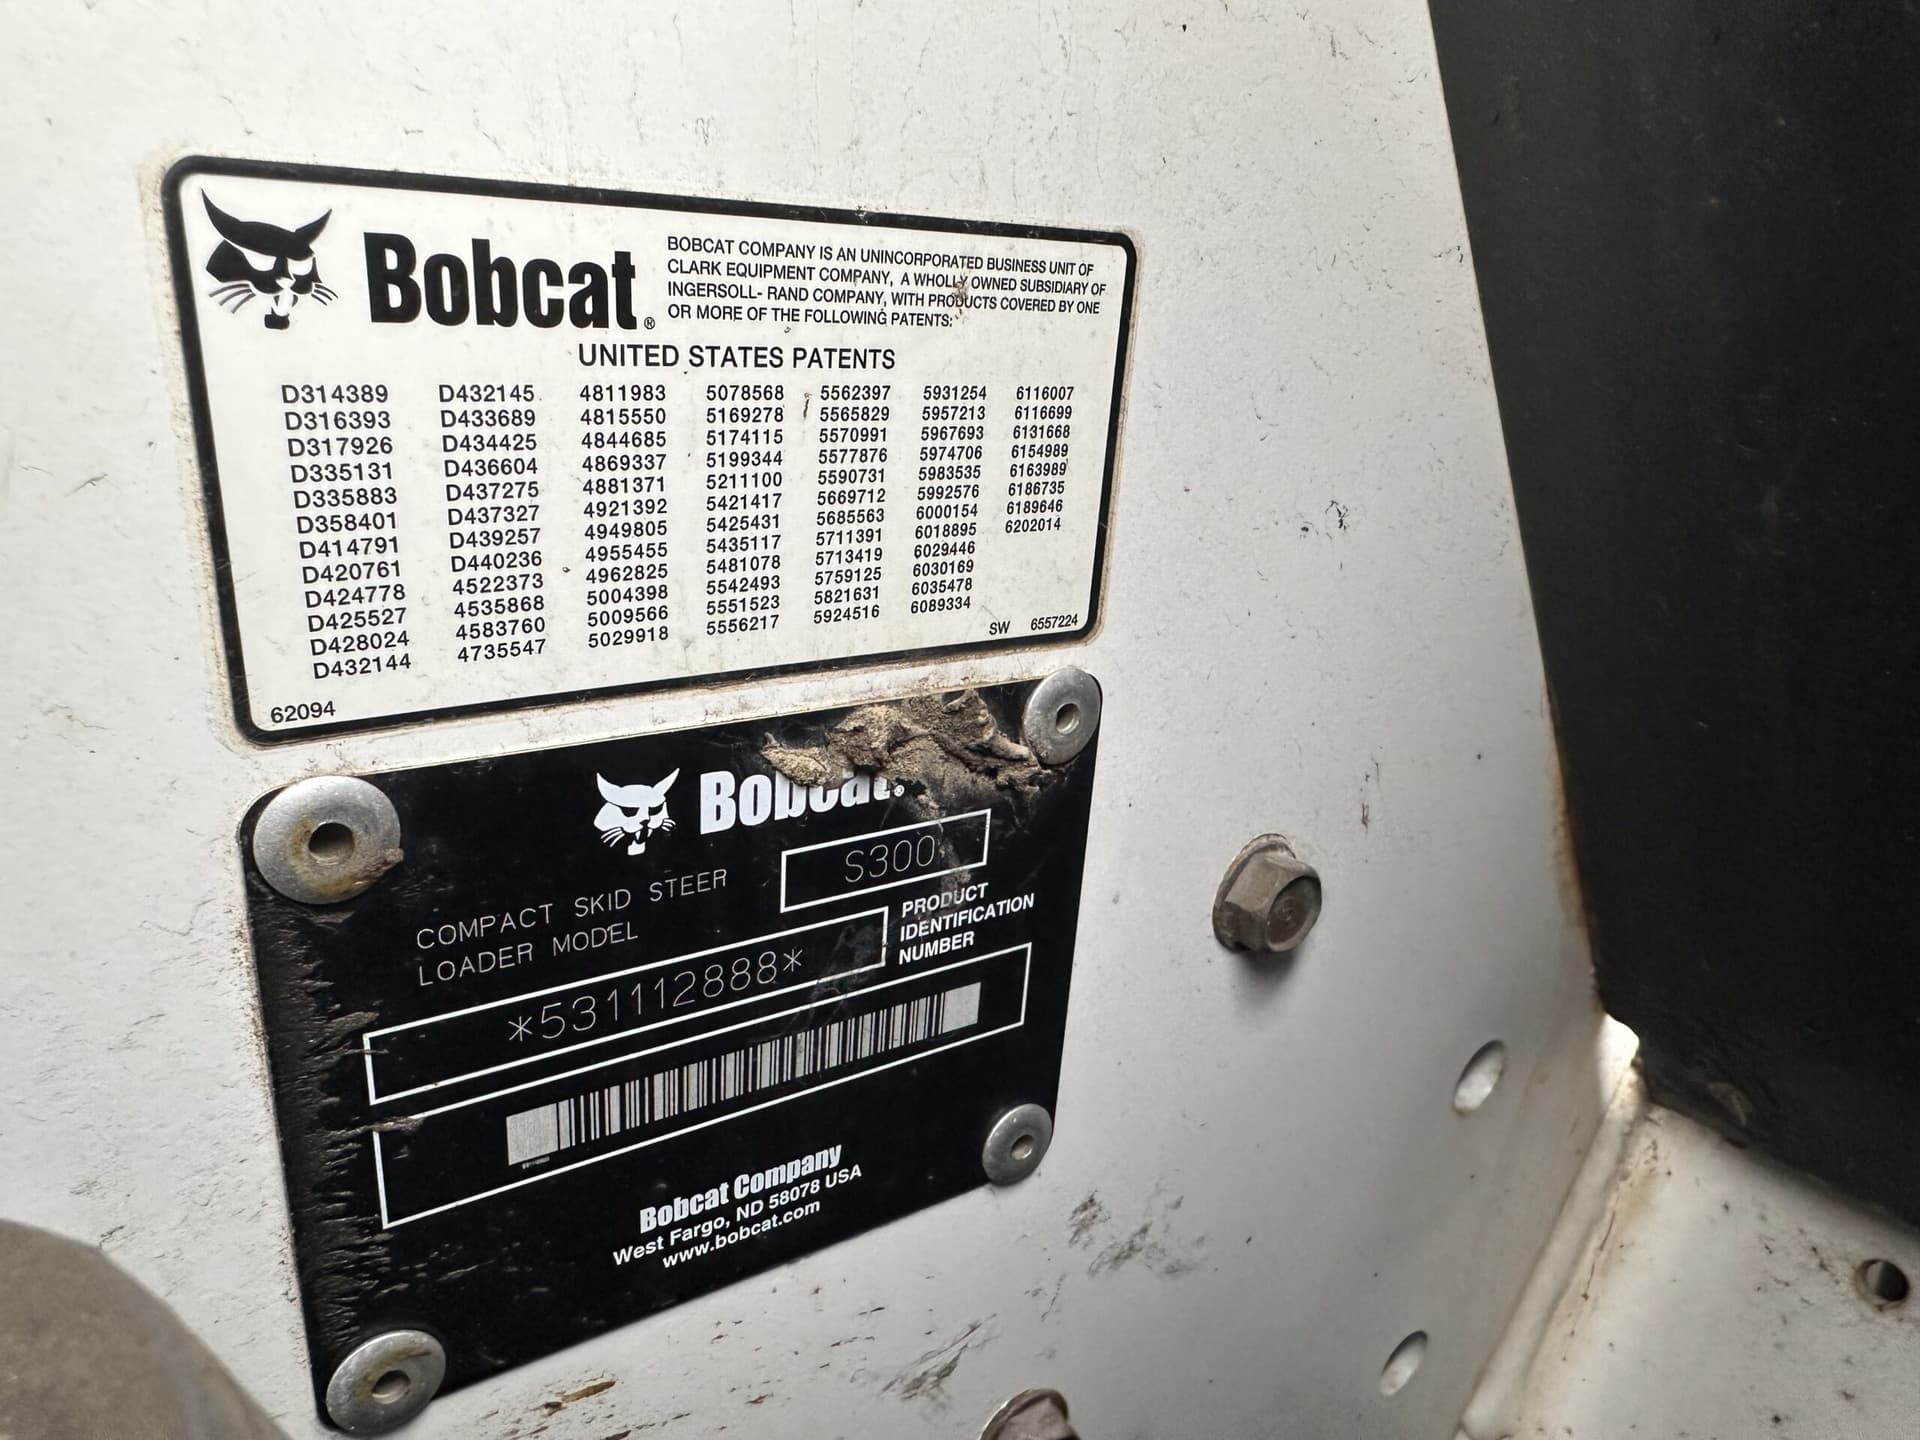 Bobcat®
BOBCAT COMPANY IS AN UNINCORPORATED BUSINESS UNIT OF
CLARK EQUIPMENT COMPANY, A WHOLLY OWNED SUBSIDIARY OF
INGERSOLL- RAND COMPANY, WITH PRODUCTS COVERED BY ONE
OR MORE OF THE FOLLOWING PATENTS:
UNITED STATES PATENTS
D314389 D432145 4811983 5078568 5562397 5931254 6116007
D316393 D433689 4815550 5169278 5565829 5957213 6116699
D317926 D434425 4844685 5174115 5570991 5967693 6131668
D335131 D436604 4869337 5199344 5577876 5974706 6154989
D335883 D437275 4881371 5211100 5590731 5983535 6163989
D358401 D437327 4921392 5421417 5669712 5992576 6186735
D414791 D439257 4949805 5425431 5685563 6000154 6189646
D420761 D440236 4955455 5435117 5711391 6018895 6202014
D424778 4522373 4962825 5481078 5713419 6029446
D425527 4535868 5004398 5542493 5759125 6030169
D428024 4583760 5009566 5551523 5821631 6035478
D432144 4735547 5029918 5556217 5924516 6089334
SW 6557224
62094
Bobcat®
COMPACT SKID STEER
LOADER MODEL
S300
PRODUCT
IDENTIFICATION
NUMBER
*531112888*
Bobcat Company
West Fargo, ND 58078 USA
www.bobcat.com